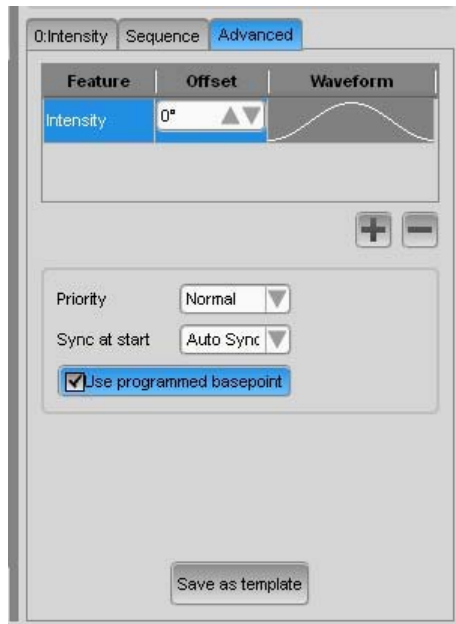 0:Intensity Sequence Advanced
Feature Offset Waveform
Intensity 0°
Priority Normal
Sync at start Auto Sync
Use programmed basepoint
Save as template